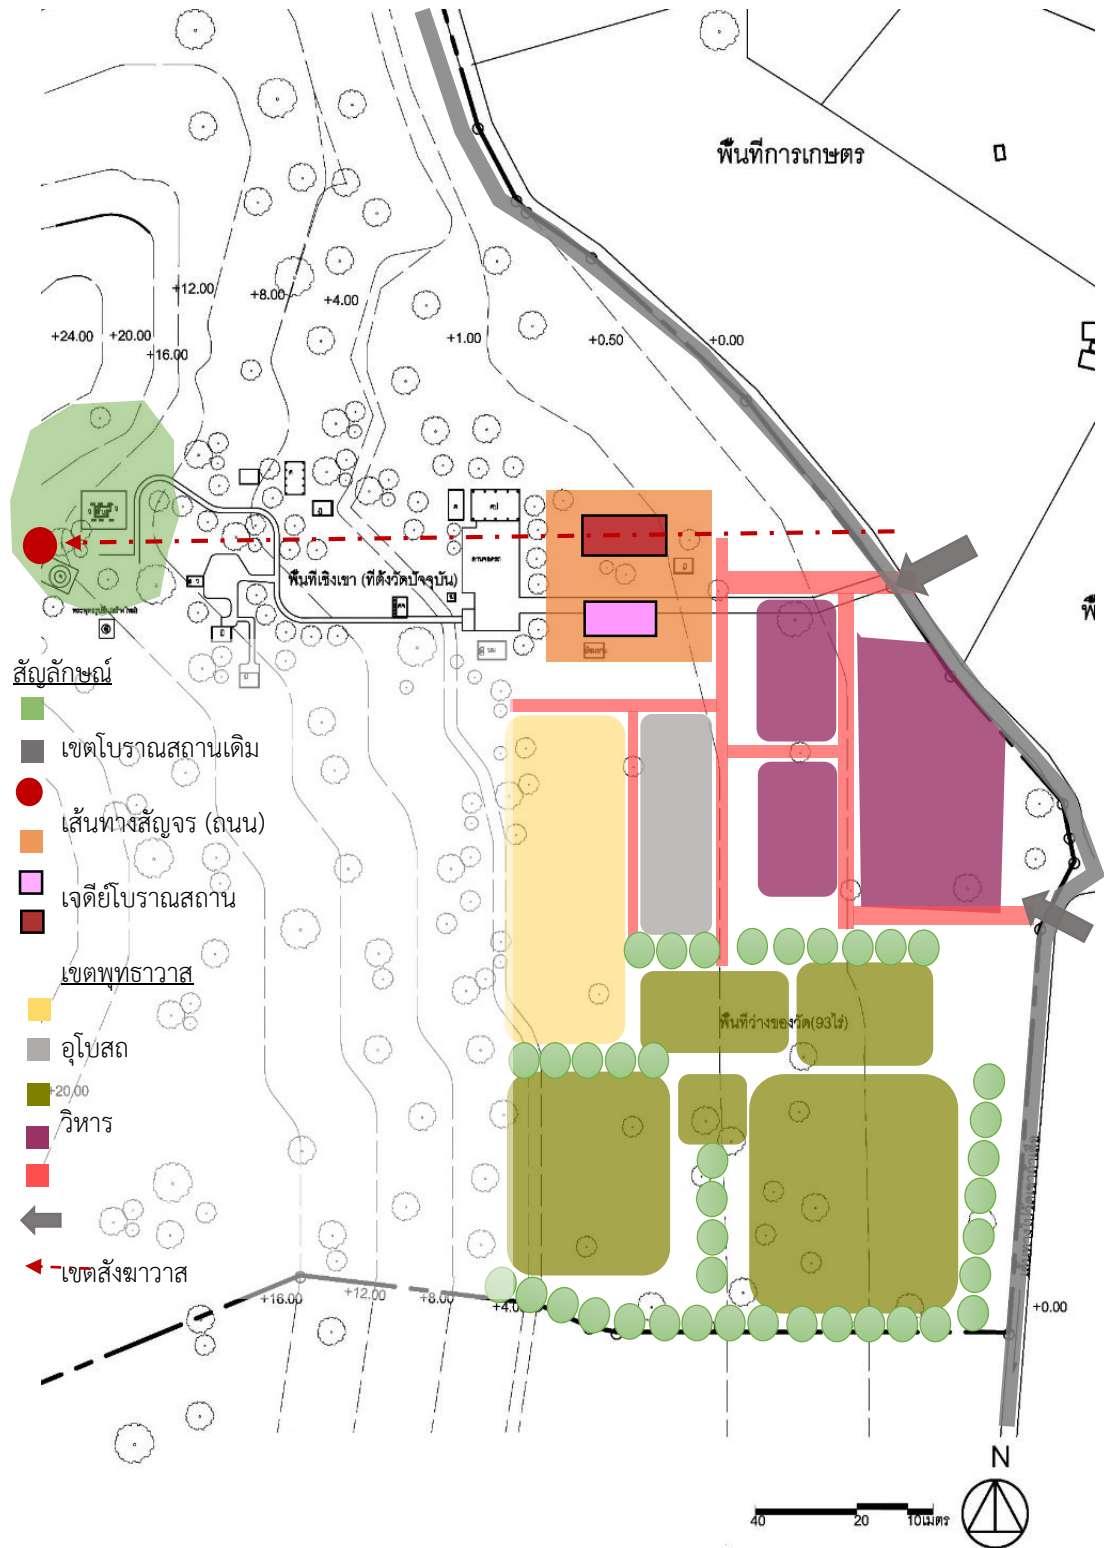 พื้นที่การเกษตร
+12.00
+8.00
+4.00
+24.00
+20.00
+16.00
+1.00
+0.50
+0.00
พื้นที่เชิงเขา (ที่ตั้งวัดปัจจุบัน)
สัญลักษณ์
เขตโบราณสถานเดิม
เส้นทางสัญจร (ถนน)
เจดีย์โบราณสถาน
เขตพุทธาวาส
อุโบสถ
วิหาร
เขตสังฆาวาส
พื้นที่ว่างของวัด(93ไร่)
+20.00
+16.00
+12.00
+8.00
+4.0
+0.00
N
40
20
10เมตร